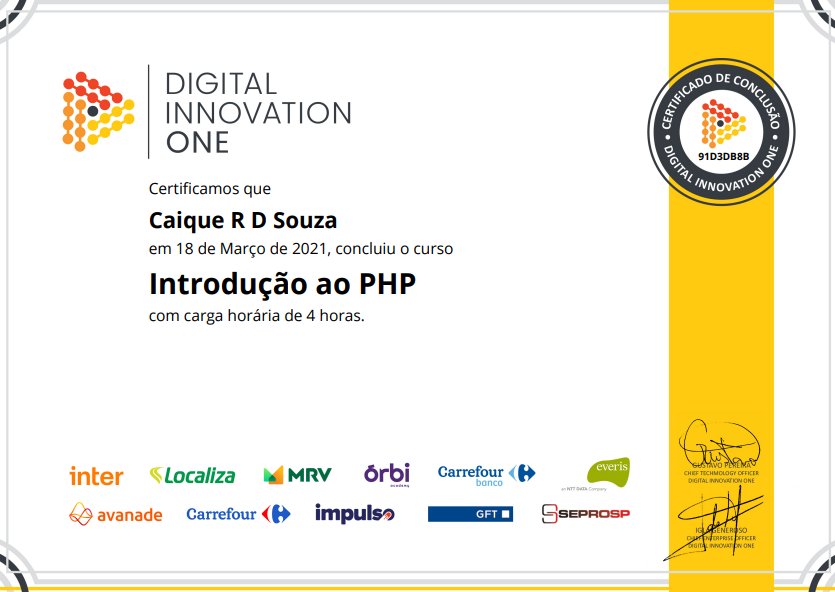 DIGITAL
INNOVATION
ONE
CERTIFICADO DE CONCLUSÃO
91D3DB8B
DIGITAL INNOVATION ONE
Certificamos que
Caique R D Souza
em 18 de Março de 2021, concluiu o curso
Introdução ao PHP
com carga horária de 4 horas.
inter
Localiza
MRV
órbi
academy
Carrefour
banco
everis
an NTT DATA Company
avanade
Carrefour
impulso
GFT
SEPROSP
GUSTAVO PEREIRA
CHIEF TECHNOLOGY OFFICER
DIGITAL INNOVATION ONE
IGLÁ GENEROSO
CHIEF ENTERPRISE OFFICER
DIGITAL INNOVATION ONE